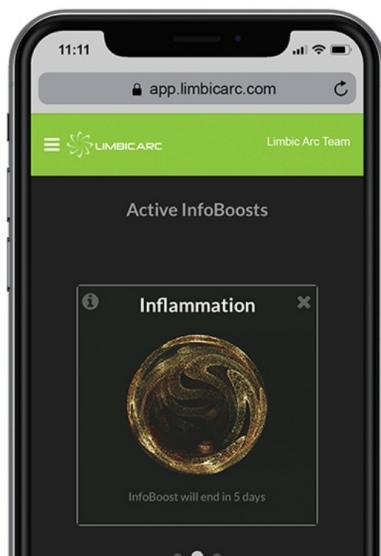 11:11
app.limbicarc.com
LIMBICARC
Limbic Arc Team
Active InfoBoosts
Inflammation
InfoBoost will end in 5 days